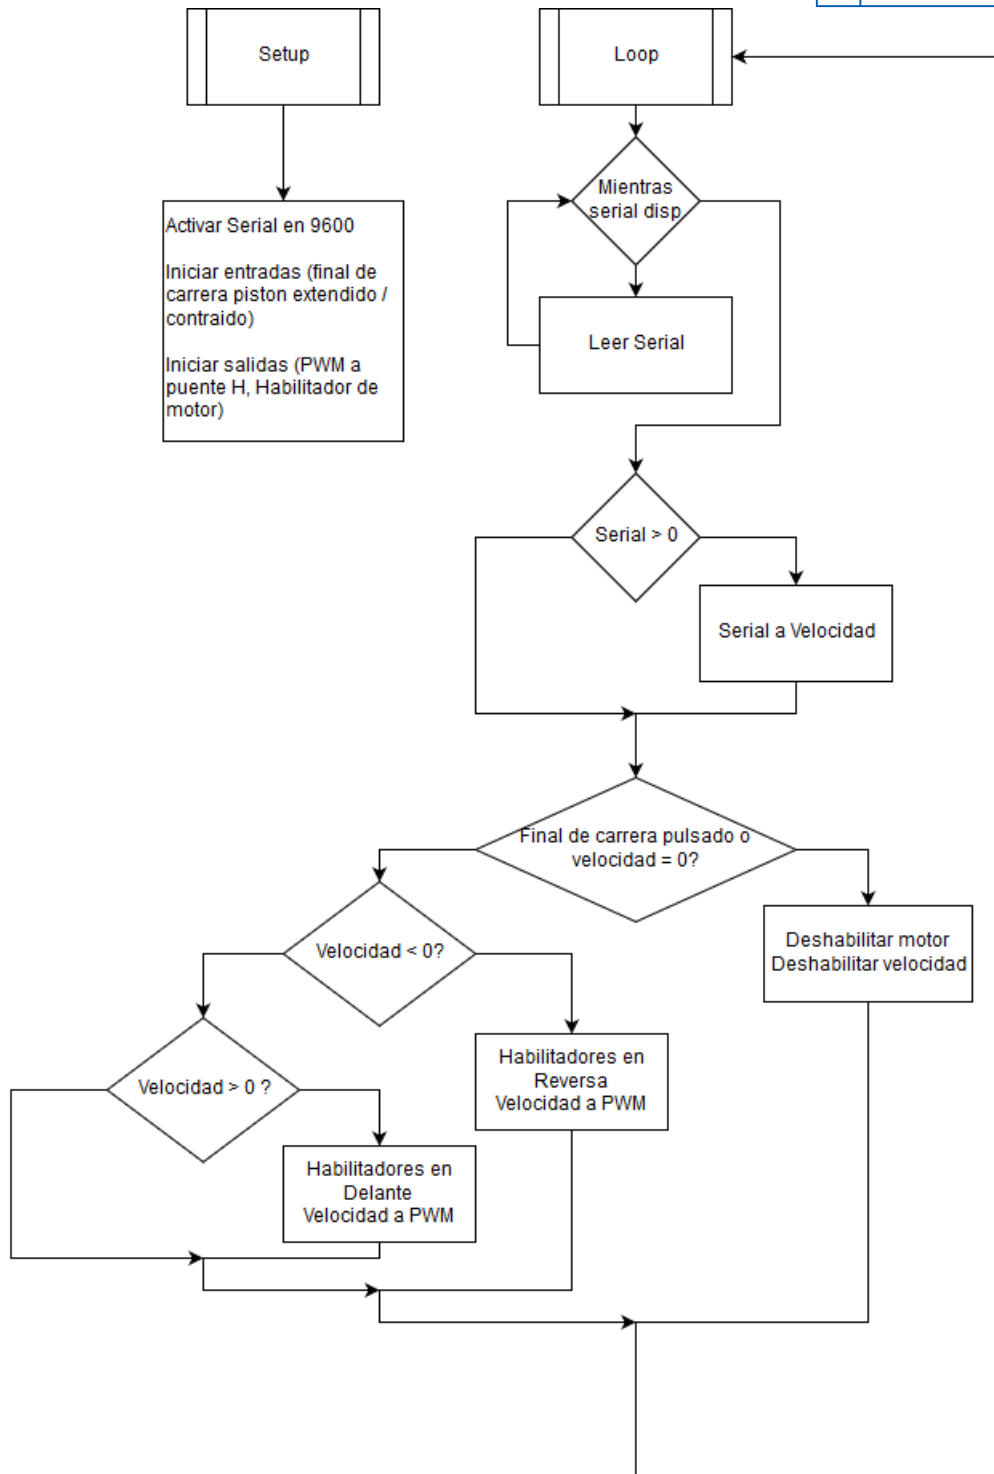 Setup
Loop
Activar Serial en 9600
Iniciar entradas (final de
carrera piston extendido /
contraido)
Iniciar salidas (PWM a
puente H, Habilitador de
motor)
Mientras
serial disp
Leer Serial
Serial > 0
Serial a Velocidad
Final de carrera pulsado o
velocidad = 0?
Velocidad < 0?
Deshabilitar motor
Deshabilitar velocidad
Velocidad > 0 ?
Habilitadores en
Reversa
Velocidad a PWM
Habilitadores en
Delante
Velocidad a PWM